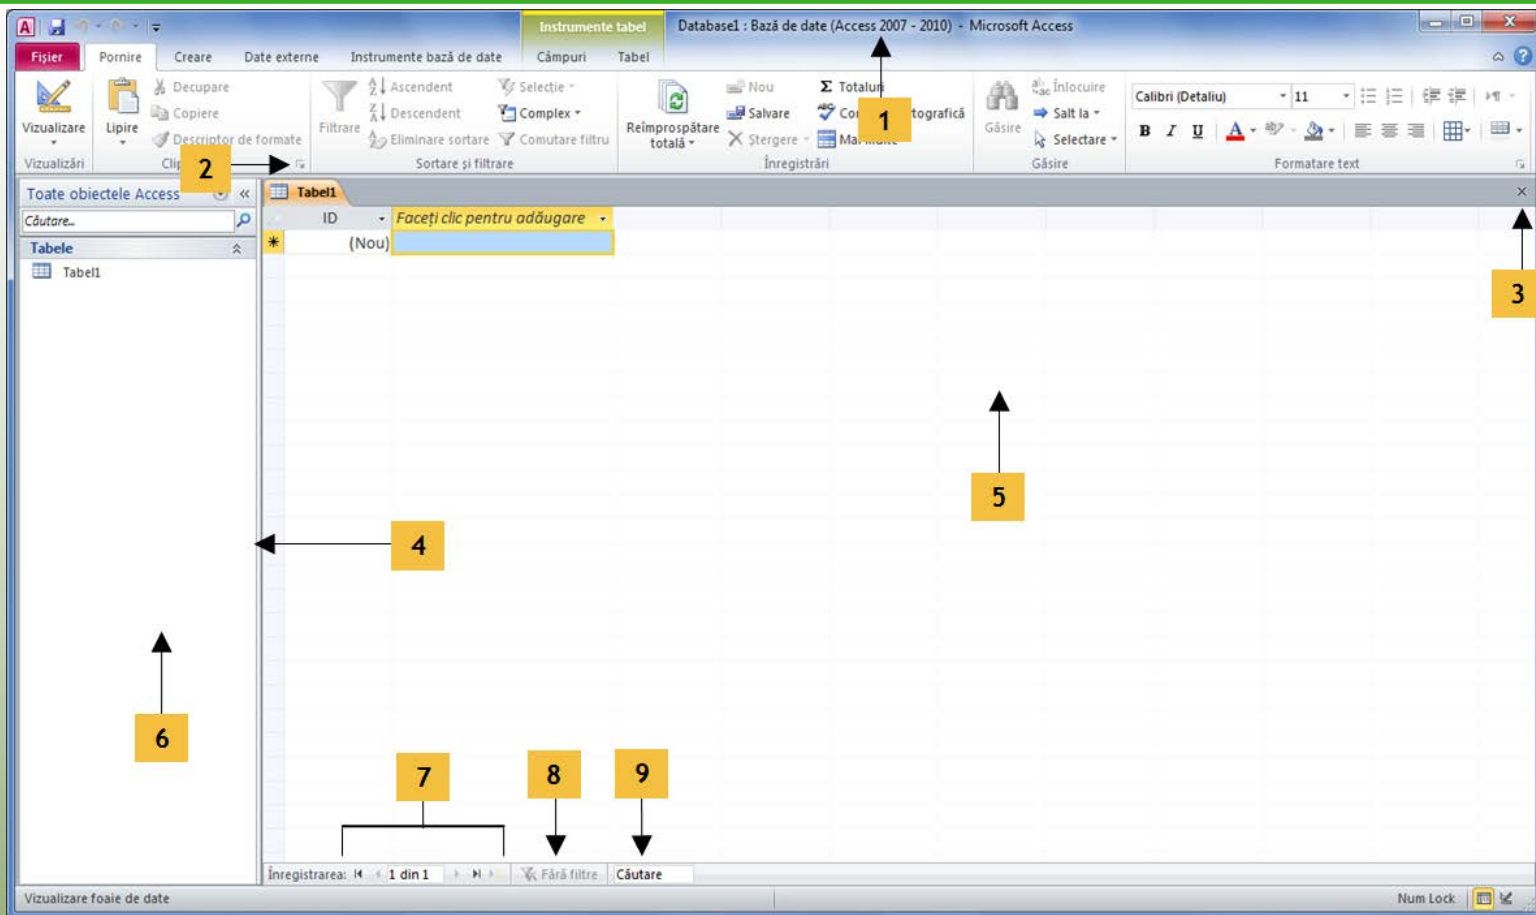 Instrumente tabel Database1 : Bază de date (Access 2007 - 2010) - Microsoft Access
Fișier Pornire Creare Date externe Instrumente bază de date Câmpuri Tabel
Decupare Ascendent Selecție Nou Σ Totaluri Înlocuire
Calibri (Detaliu) 11
Copiere Descendent Complex Salvare 1 Salt la
Vizualizare Lipire Filtrare Reîmprospătare totală Găsire B I U A
Descriptor de formate Eliminare sortare Comutare filtru Ștergere Selectare
Vizualizări 2 Sortare și filtrare Înregistrări Găsire Formatare text
Toate obiectele Access « Tabel1
Căutare... ID Faceți clic pentru adăugare
Tabele * (Nou)
Tabel1
3
5
4
6
7 8 9
Înregistrarea: 1 din 1 Fără filtre Căutare
Vizualizare foaie de date Num Lock